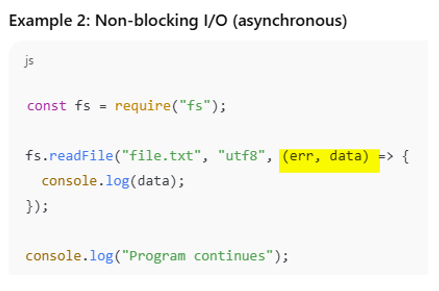 Example 2: Non-blocking I/O (asynchronous)
js
const fs = require("fs");
fs.readFile("file.txt", "utf8", (err, data) => {
console.log(data);
});
console.log("Program continues");